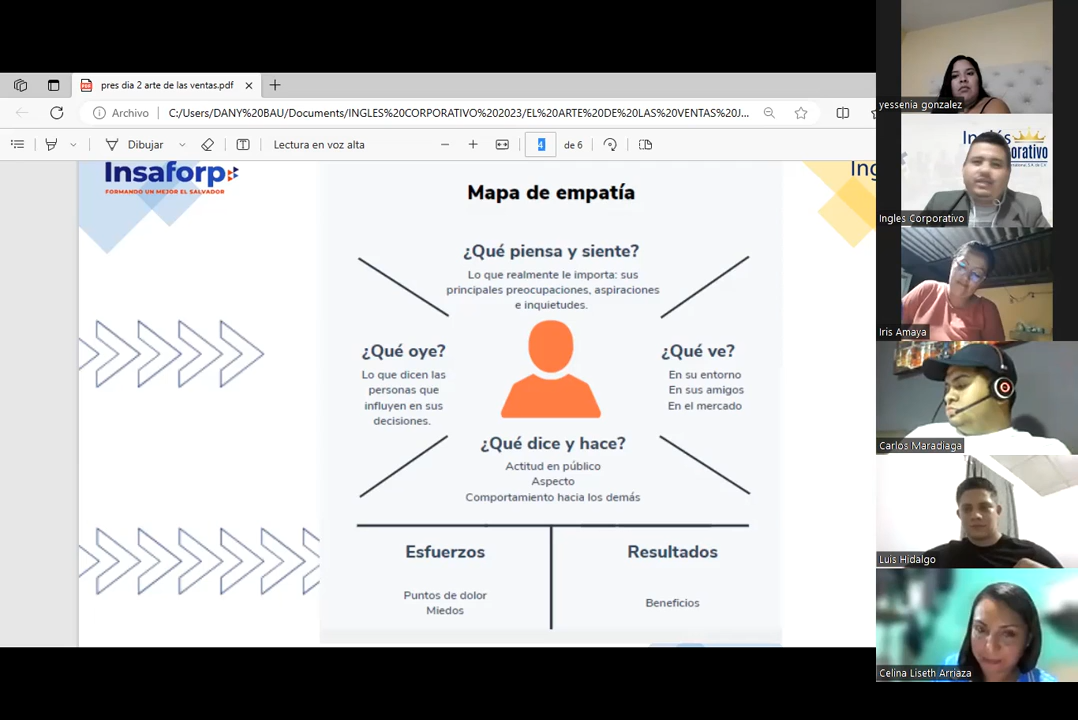 pres dia 2 arte de las ventas.pdf
Archivo
C:/Users/DANY%20BAU/Documents/INGLES%20CORPORATIVO%202023/EL%20ARTE%20DE%20LAS%20VENTAS%20J...
Dibujar
Lectura en voz alta
4
de 6
Insaforp
FORMANDO UN MEJOR EL SALVADOR
Ing
Mapa de empatía
¿Qué piensa y siente?
Lo que realmente le importa: sus
principales preocupaciones, aspiraciones
e inquietudes.
¿Qué oye?
Lo que dicen las
personas que
influyen en sus
decisiones.
¿Qué ve?
En su entorno
En sus amigos
En el mercado
¿Qué dice y hace?
Actitud en público
Aspecto
Comportamiento hacia los demás
Esfuerzos
Puntos de dolor
Miedos
Resultados
Beneficios
yessenia gonzalez
Ingles Corporativo
Iris Amaya
Carlos Maradiaga
Luis Hidalgo
Celina Liseth Arriaza